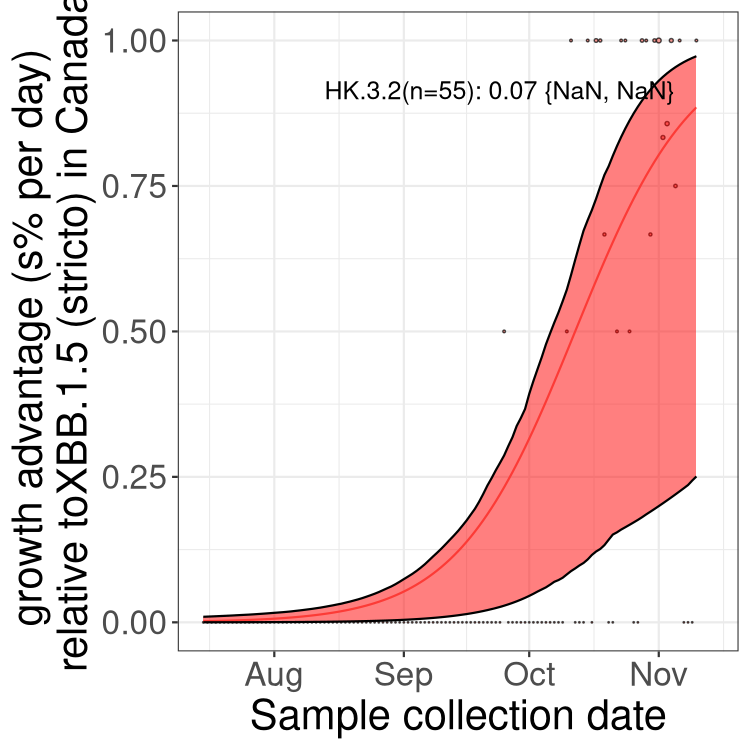 growth advantage (s% per day)
relative toXBB.1.5 (stricto) in Canada
1.00
0.75
0.50
0.25
0.00
HK.3.2(n=55): 0.07 {NaN, NaN}
Aug Sep Oct Nov
Sample collection date